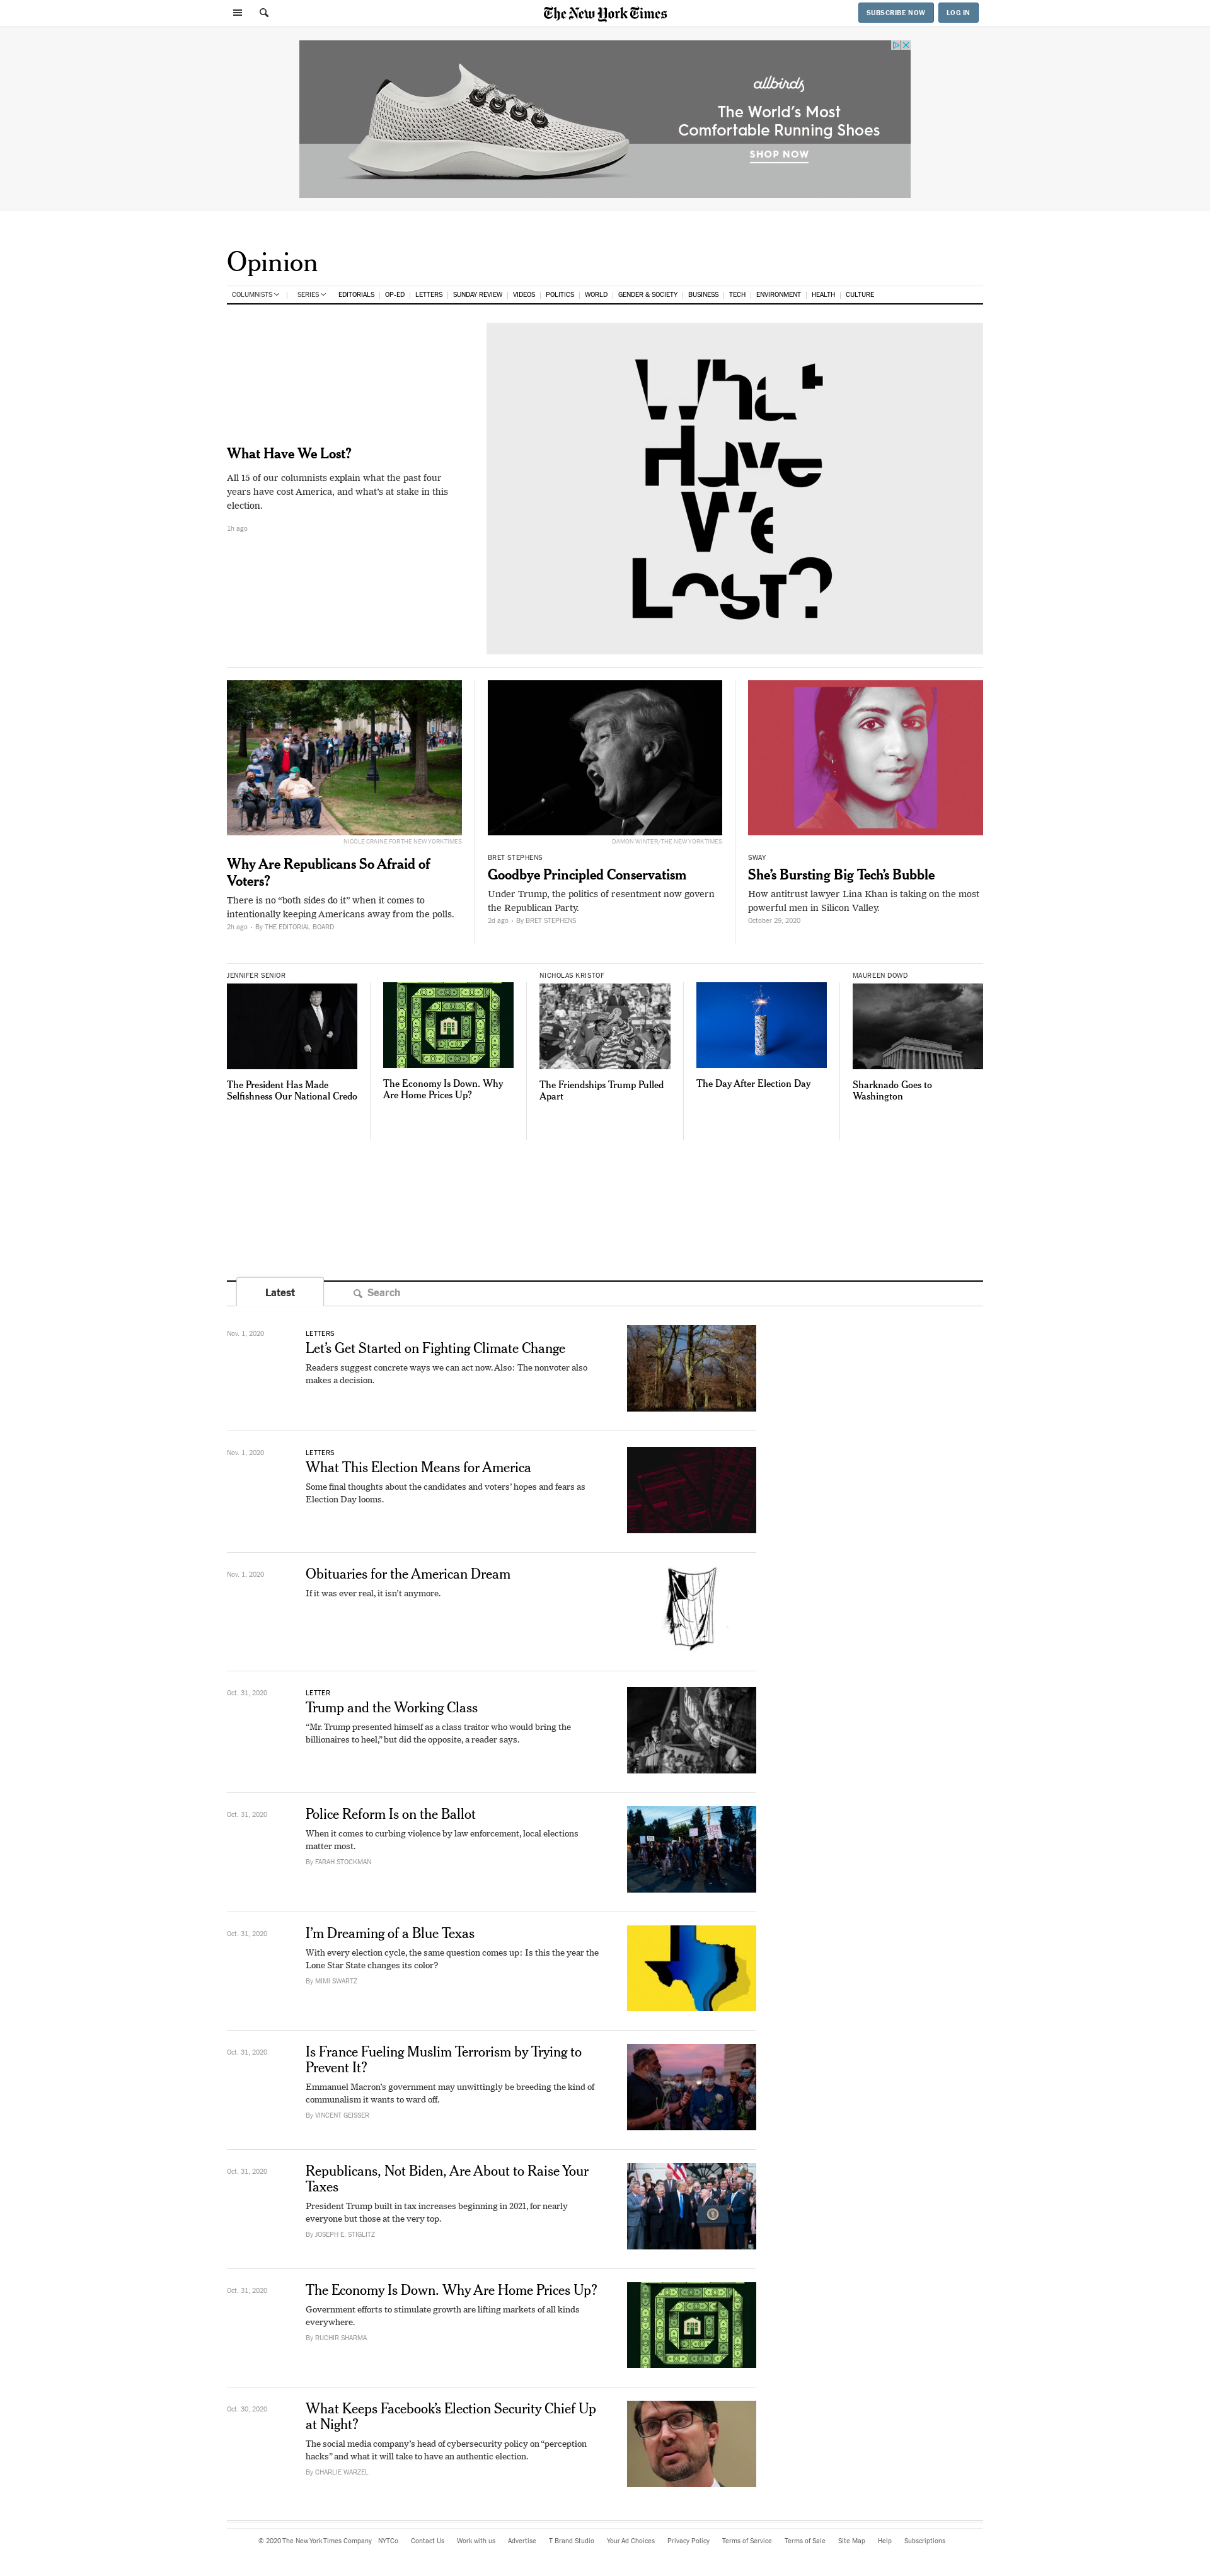 The New York Times
SUBSCRIBE NOW
LOG IN
allbirds
The World's Most
Comfortable Running Shoes
SHOP NOW
Opinion
COLUMNISTS | SERIES EDITORIALS | OP-ED | LETTERS | SUNDAY REVIEW | VIDEOS | POLITICS | WORLD | GENDER & SOCIETY | BUSINESS | TECH | ENVIRONMENT | HEALTH | CULTURE
What Have We Lost?
All 15 of our columnists explain what the past four
years have cost America, and what's at stake in this
election.
1h ago
What
Have
We
Lost?
NICOLE CRAINE FOR THE NEW YORK TIMES
Why Are Republicans So Afraid of
Voters?
There is no “both sides do it” when it comes to
intentionally keeping Americans away from the polls.
2h ago • By THE EDITORIAL BOARD
DAMON WINTER/THE NEW YORK TIMES
BRET STEPHENS
Goodbye Principled Conservatism
Under Trump, the politics of resentment now govern
the Republican Party.
2d ago • By BRET STEPHENS
SWAY
She’s Bursting Big Tech’s Bubble
How antitrust lawyer Lina Khan is taking on the most
powerful men in Silicon Valley.
October 29, 2020
JENNIFER SENIOR
The President Has Made
Selfishness Our National Credo
The Economy Is Down. Why
Are Home Prices Up?
NICHOLAS KRISTOF
The Friendships Trump Pulled
Apart
The Day After Election Day
MAUREEN DOWD
Sharknado Goes to
Washington
Latest
Search
Nov. 1, 2020
LETTERS
Let’s Get Started on Fighting Climate Change
Readers suggest concrete ways we can act now. Also: The nonvoter also
makes a decision.
Nov. 1, 2020
LETTERS
What This Election Means for America
Some final thoughts about the candidates and voters’ hopes and fears as
Election Day looms.
Nov. 1, 2020
Obituaries for the American Dream
If it was ever real, it isn’t anymore.
Oct. 31, 2020
LETTER
Trump and the Working Class
“Mr. Trump presented himself as a class traitor who would bring the
billionaires to heel,” but did the opposite, a reader says.
Oct. 31, 2020
Police Reform Is on the Ballot
When it comes to curbing violence by law enforcement, local elections
matter most.
By FARAH STOCKMAN
Oct. 31, 2020
I’m Dreaming of a Blue Texas
With every election cycle, the same question comes up: Is this the year the
Lone Star State changes its color?
By MIMI SWARTZ
Oct. 31, 2020
Is France Fueling Muslim Terrorism by Trying to
Prevent It?
Emmanuel Macron’s government may unwittingly be breeding the kind of
communalism it wants to ward off.
By VINCENT GEISSER
Oct. 31, 2020
Republicans, Not Biden, Are About to Raise Your
Taxes
President Trump built in tax increases beginning in 2021, for nearly
everyone but those at the very top.
By JOSEPH E. STIGLITZ
Oct. 31, 2020
The Economy Is Down. Why Are Home Prices Up?
Government efforts to stimulate growth are lifting markets of all kinds
everywhere.
By RUCHIR SHARMA
Oct. 30, 2020
What Keeps Facebook’s Election Security Chief Up
at Night?
The social media company’s head of cybersecurity policy on “perception
hacks” and what it will take to have an authentic election.
By CHARLIE WARZEL
© 2020 The New York Times Company NYTCo Contact Us Work with us Advertise T Brand Studio Your Ad Choices Privacy Policy Terms of Service Terms of Sale Site Map Help Subscriptions